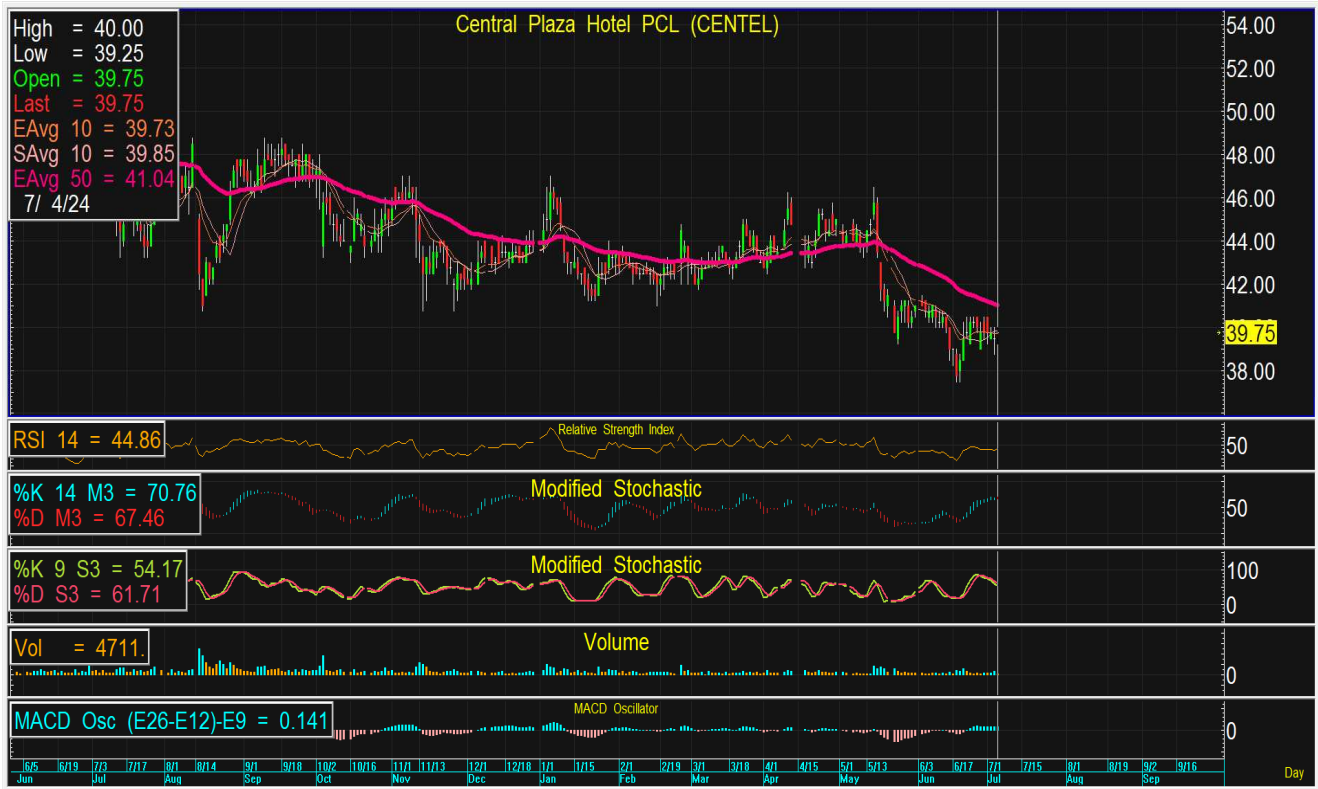 Central Plaza Hotel PCL (CENTEL)
High = 40.00
Low = 39.25
Open = 39.75
Last = 39.75
EAvg 10 = 39.73
SAvg 10 = 39.85
EAvg 50 = 41.04
7/ 4/24
54.00
52.00
50.00
48.00
46.00
44.00
42.00
39.75
38.00
RSI 14 = 44.86
Relative Strength Index
50
%K 14 M3 = 70.76
%D M3 = 67.46
Modified Stochastic
50
%K 9 S3 = 54.17
%D S3 = 61.71
Modified Stochastic
100
0
Vol = 4711.
Volume
0
MACD Osc (E26-E12)-E9 = 0.141
MACD Oscillator
0
6/5 6/19 7/3 7/17 8/1 8/14 9/1 9/18 10/2 10/16 11/1 11/13 12/1 12/18 1/1 1/15 2/1 2/19 3/1 3/18 4/1 4/15 5/1 5/13 6/3 6/17 7/1 7/15 8/1 8/19 9/2 9/16
Jun Jul Aug Sep Oct Nov Dec Jan Feb Mar Apr May Jun Jul Aug Sep
Day